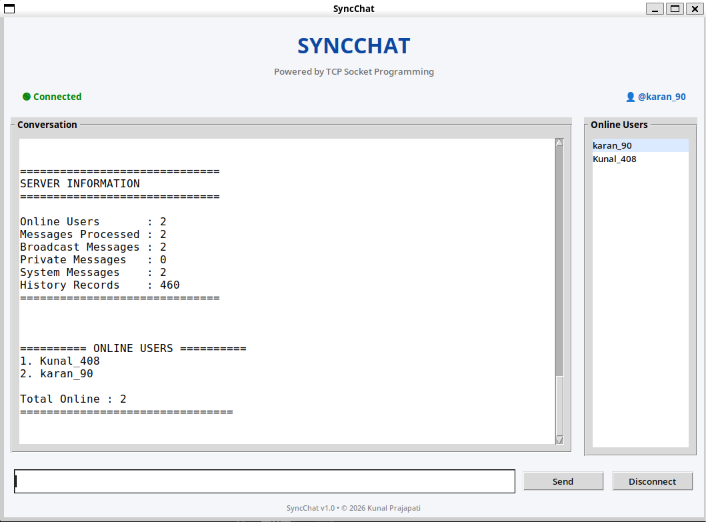 SyncChat
SYNCCHAT
Powered by TCP Socket Programming
Connected
@karan_90
Conversation
==============================
SERVER INFORMATION
==============================
Online Users       : 2
Messages Processed : 2
Broadcast Messages : 2
Private Messages   : 0
System Messages    : 2
History Records    : 460
==============================
========== ONLINE USERS ==========
1. Kunal_408
2. karan_90
Total Online : 2
================================
Online Users
karan_90
Kunal_408
Send
Disconnect
SyncChat v1.0 • © 2026 Kunal Prajapati